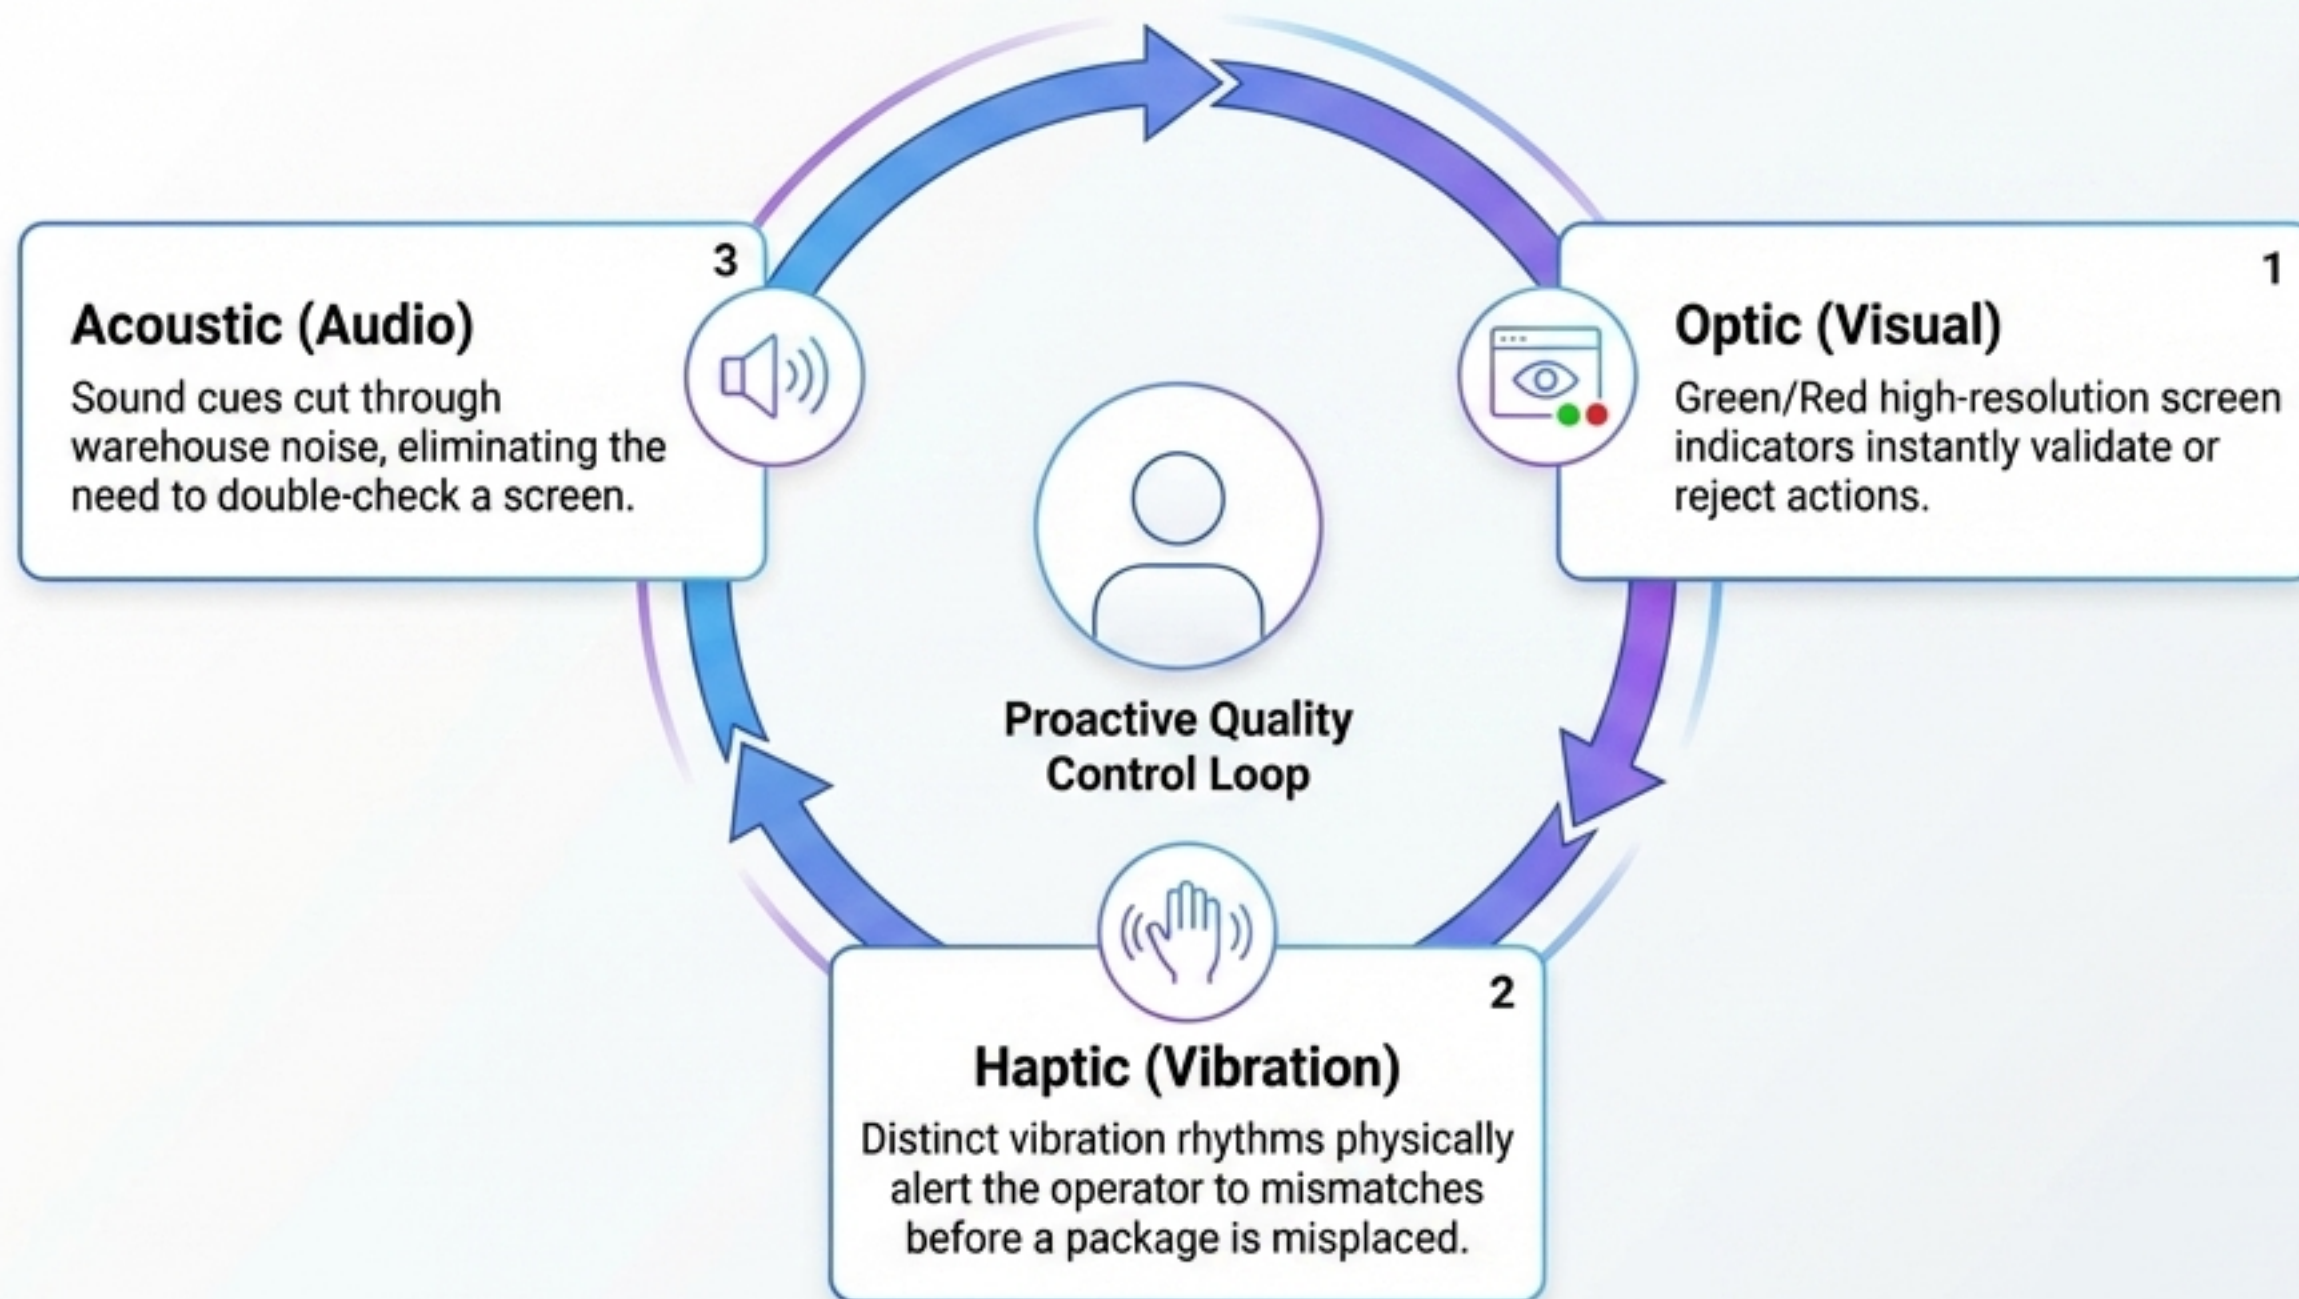 3
Acoustic (Audio)
Sound cues cut through
warehouse noise, eliminating the
need to double-check a screen.
1
Optic (Visual)
Green/Red high-resolution screen
indicators instantly validate or
reject actions.
Proactive Quality
Control Loop
2
Haptic (Vibration)
Distinct vibration rhythms physically
alert the operator to mismatches
before a package is misplaced.